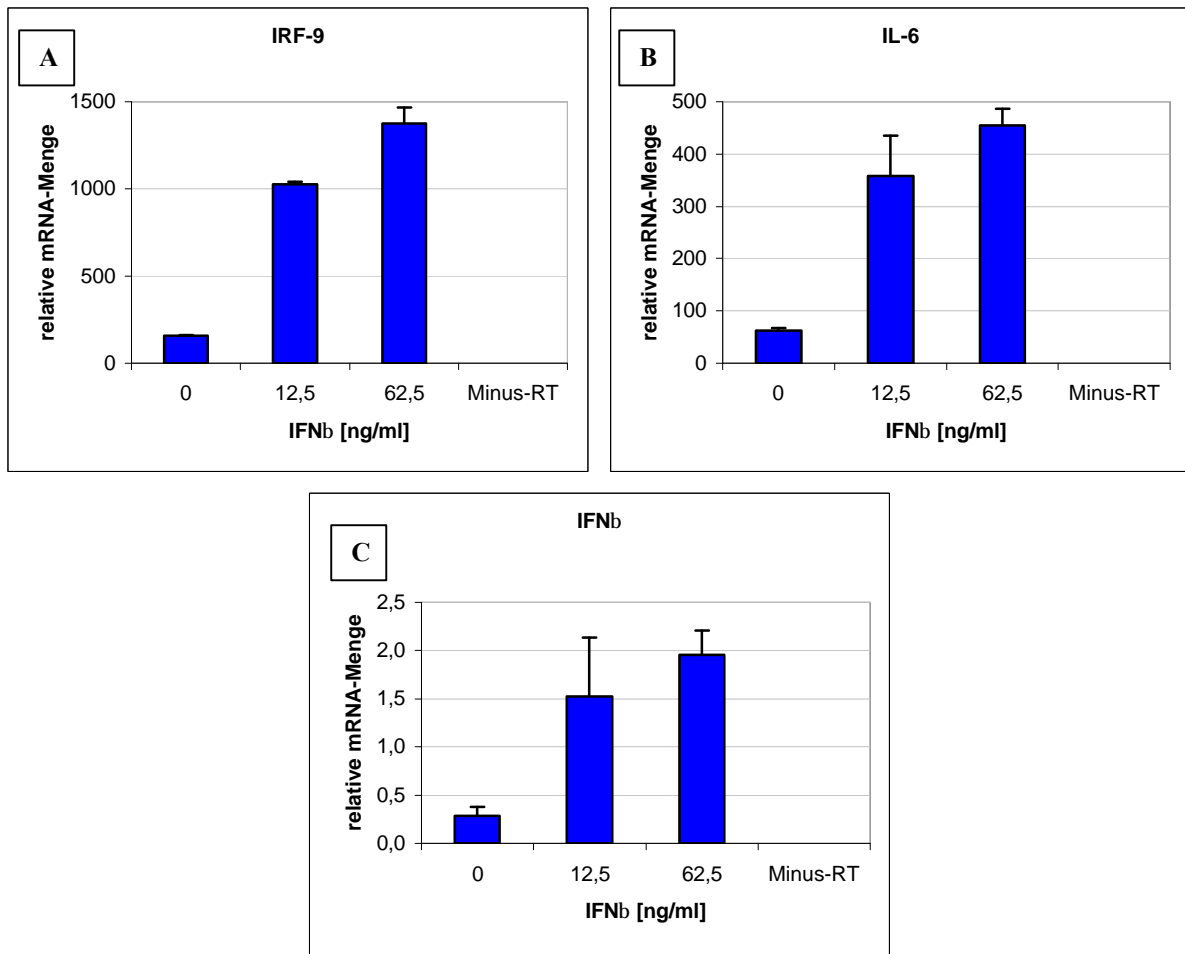 A
IRF-9
relative mRNA-Menge
1500
1000
500
0
0 12,5 62,5 Minus-RT
IFNb [ng/ml]
B
IL-6
relative mRNA-Menge
500
400
300
200
100
0
0 12,5 62,5 Minus-RT
IFNb [ng/ml]
C
IFNb
relative mRNA-Menge
2,5
2,0
1,5
1,0
0,5
0,0
0 12,5 62,5 Minus-RT
IFNb [ng/ml]